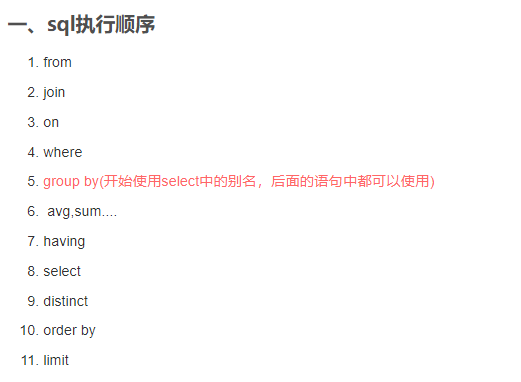 一、sql执行顺序
1. from
2. join
3. on
4. where
5. group by(开始使用select中的别名，后面的语句中都可以使用)
6. avg,sum....
7. having
8. select
9. distinct
10. order by
11. limit